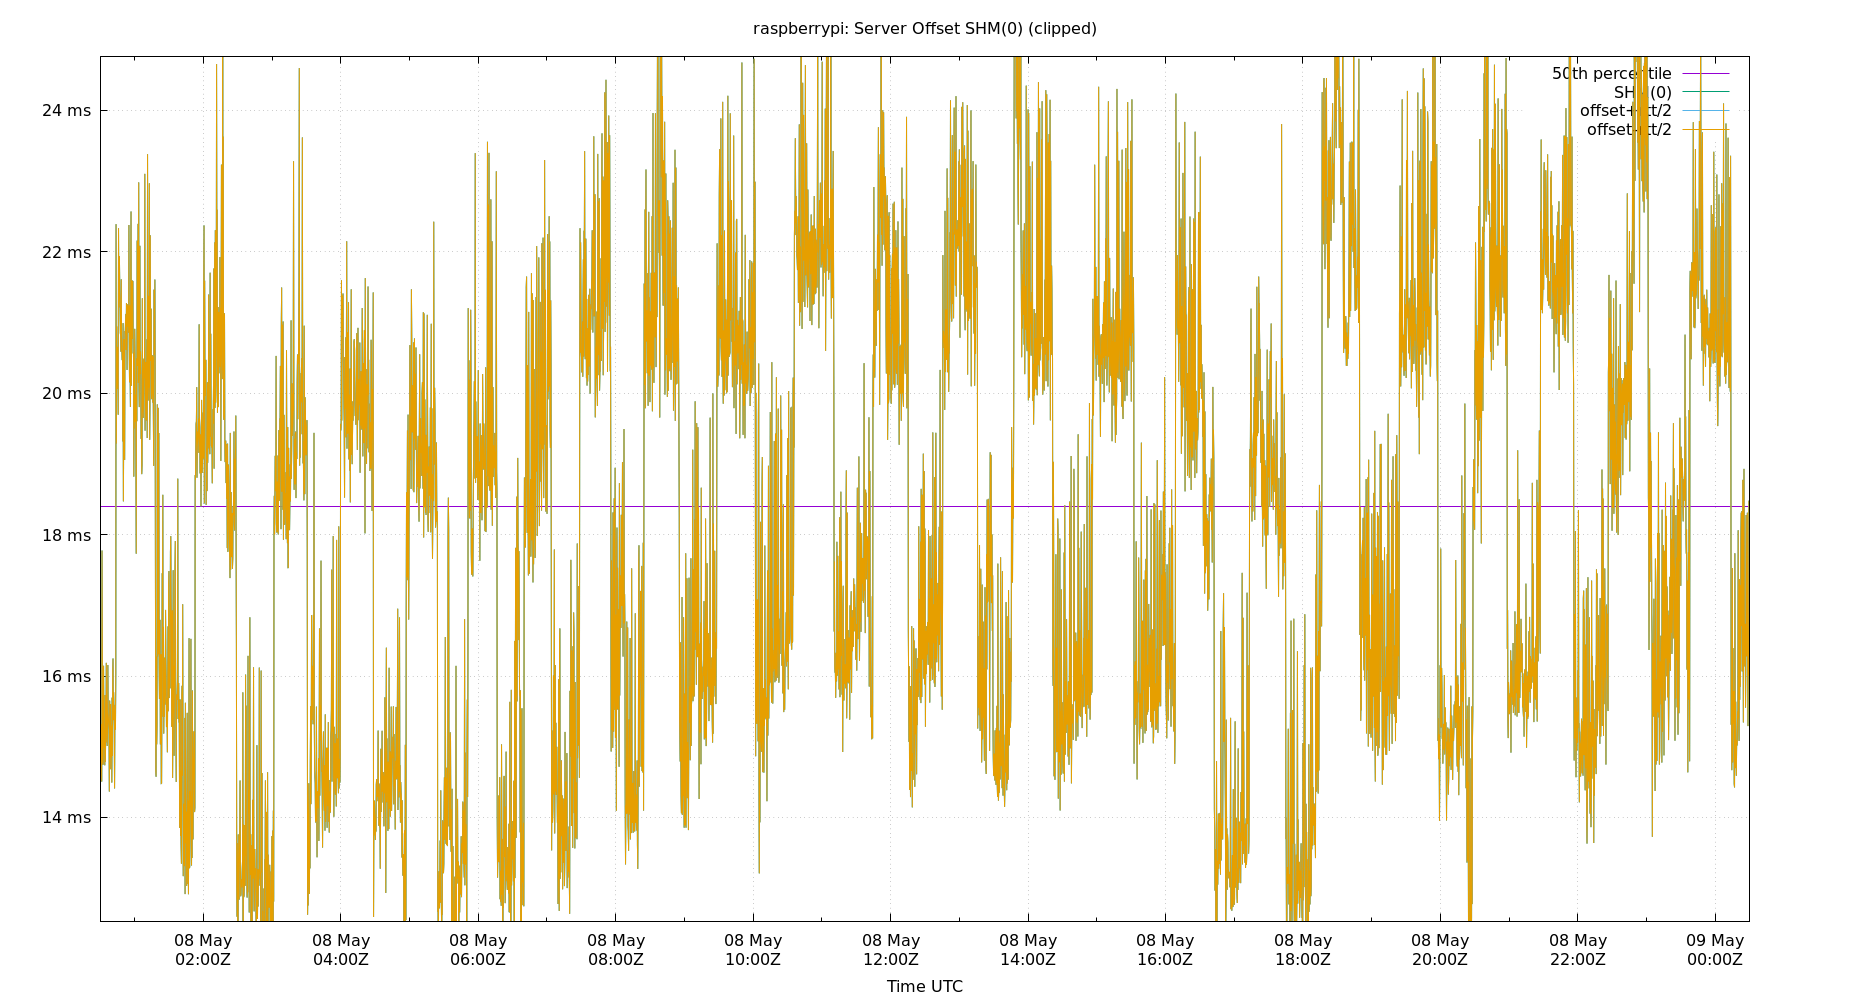 raspberrypi: Server Offset SHM(0) (clipped)
50th percentile
SHM(0)
offset+rtt/2
offset-rtt/2
24 ms
22 ms
20 ms
18 ms
16 ms
14 ms
08 May 08 May 08 May 08 May 08 May 08 May 08 May 08 May 08 May 08 May 08 May 09 May
02:00Z 04:00Z 06:00Z 08:00Z 10:00Z 12:00Z 14:00Z 16:00Z 18:00Z 20:00Z 22:00Z 00:00Z
Time UTC